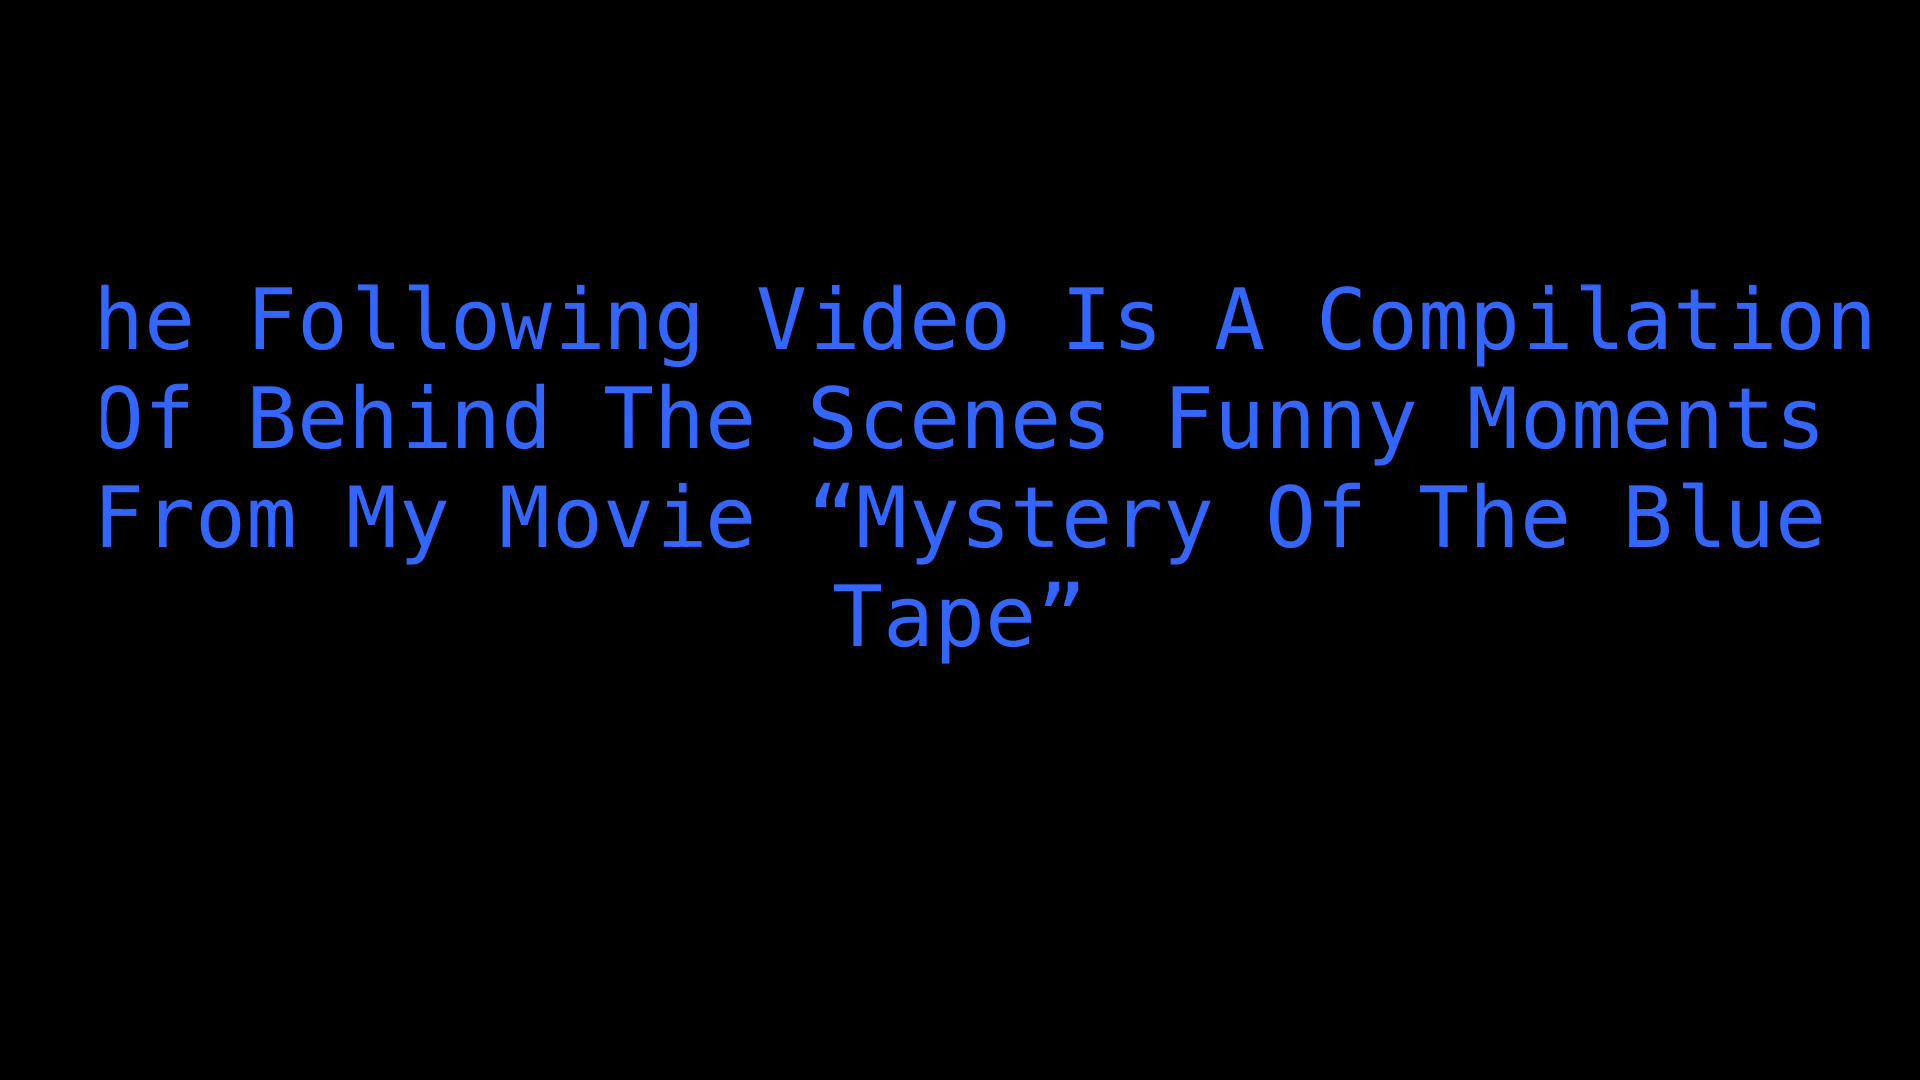 he Following Video Is A Compilation
Of Behind The Scenes Funny Moments
From My Movie “Mystery Of The Blue
Tape”